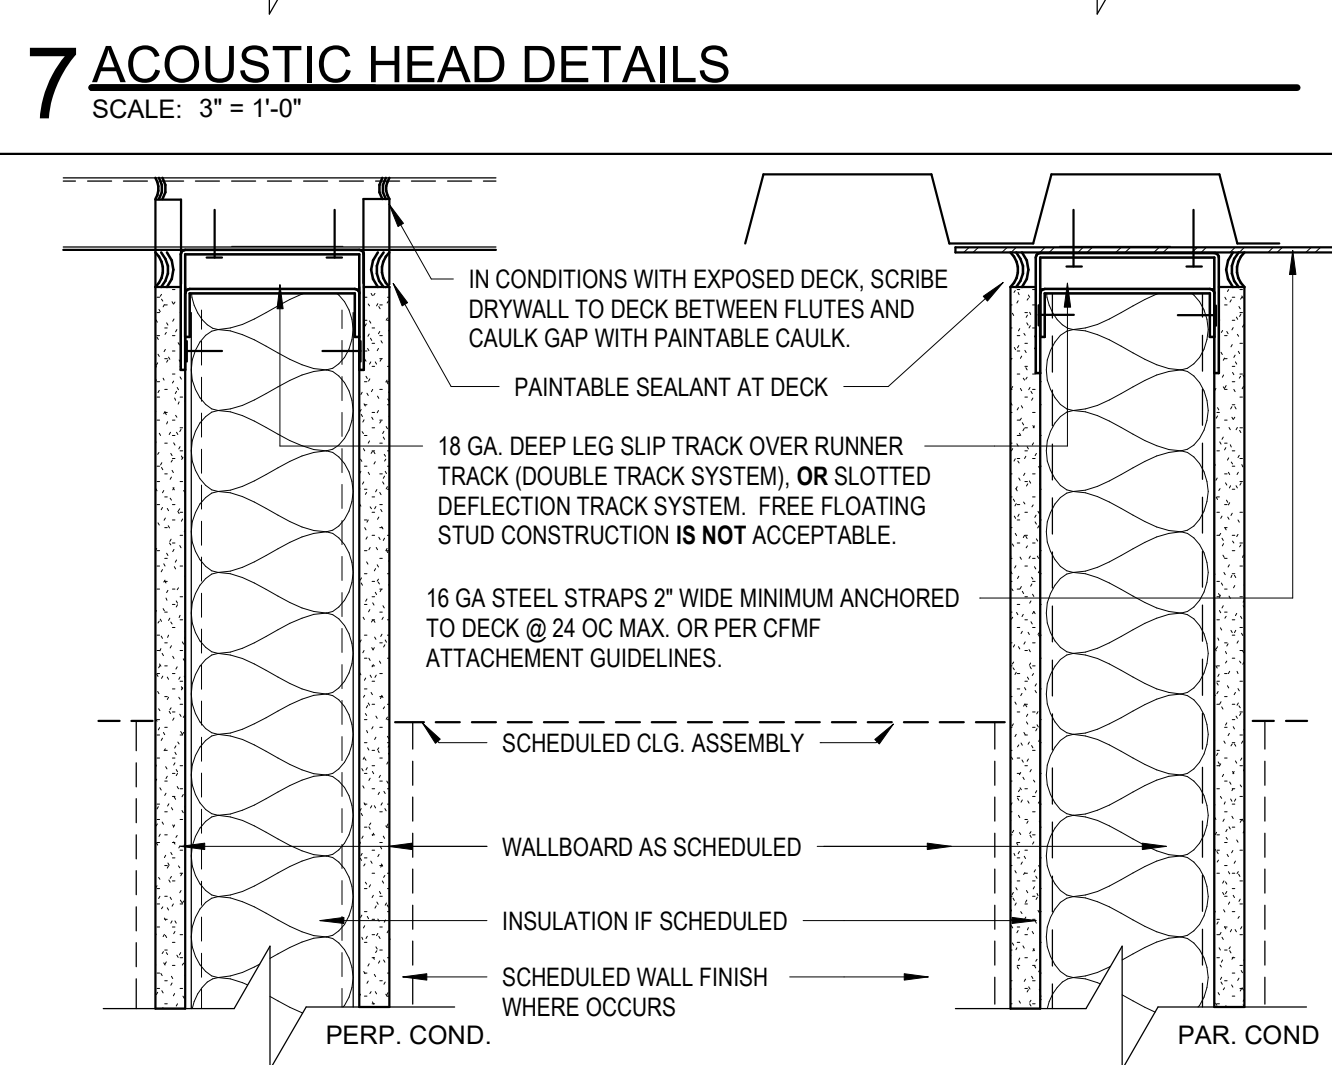 7 ACOUSTIC HEAD DETAILS
SCALE: 3" = 1'-0"
IN CONDITIONS WITH EXPOSED DECK, SCRIBE
DRYWALL TO DECK BETWEEN FLUTES AND
CAULK GAP WITH PAINTABLE CAULK.
PAINTABLE SEALANT AT DECK
18 GA. DEEP LEG SLIP TRACK OVER RUNNER
TRACK (DOUBLE TRACK SYSTEM), OR SLOTTED
DEFLECTION TRACK SYSTEM. FREE FLOATING
STUD CONSTRUCTION IS NOT ACCEPTABLE.
16 GA STEEL STRAPS 2" WIDE MINIMUM ANCHORED
TO DECK @ 24 OC MAX. OR PER CFMF
ATTACHEMENT GUIDELINES.
SCHEDULED CLG. ASSEMBLY
WALLBOARD AS SCHEDULED
INSULATION IF SCHEDULED
SCHEDULED WALL FINISH
WHERE OCCURS
PERP. COND.
PAR. COND